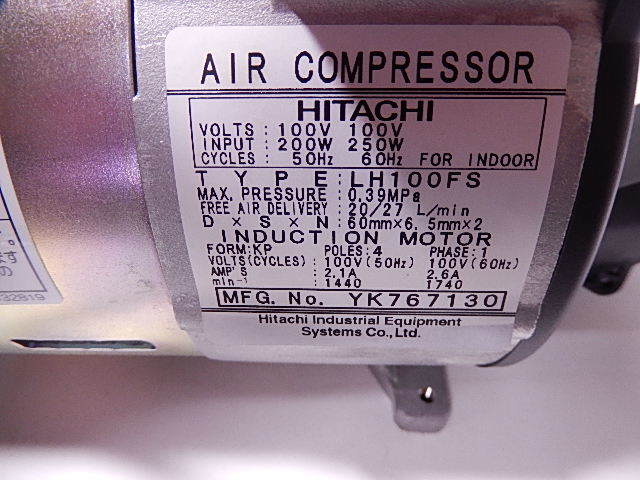 AIR COMPRESSOR
HITACHI
VOLTS : 100V 100V
INPUT : 200W 250W
CYCLES : 50Hz 60Hz FOR INDOOR
TYPE : LH100FS
MAX. PRESSURE : 0.39MPa
FREE AIR DELIVERY : 20/27 L/min
D × S × N : 60mm×6.5mm×2
INDUCTION MOTOR
FORM:KP POLES:4 PHASE:1
VOLTS(CYCLES) : 100V(50Hz) 100V(60Hz)
AMP'S : 2.1A 2.6A
min-¹ : 1440 1740
MFG. No. YK767130
Hitachi Industrial Equipment
Systems Co., Ltd.
32819